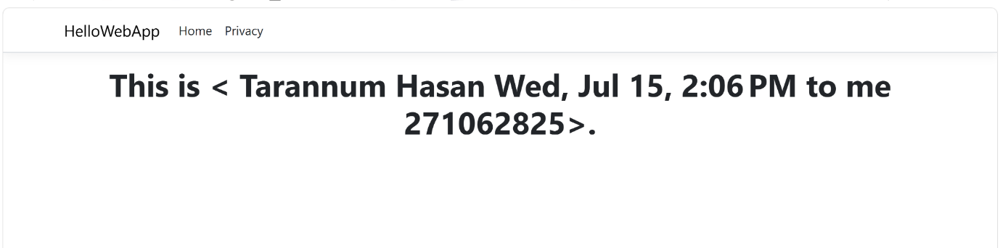 HelloWebApp Home Privacy
This is < Tarannum Hasan Wed, Jul 15, 2:06 PM to me
271062825>.